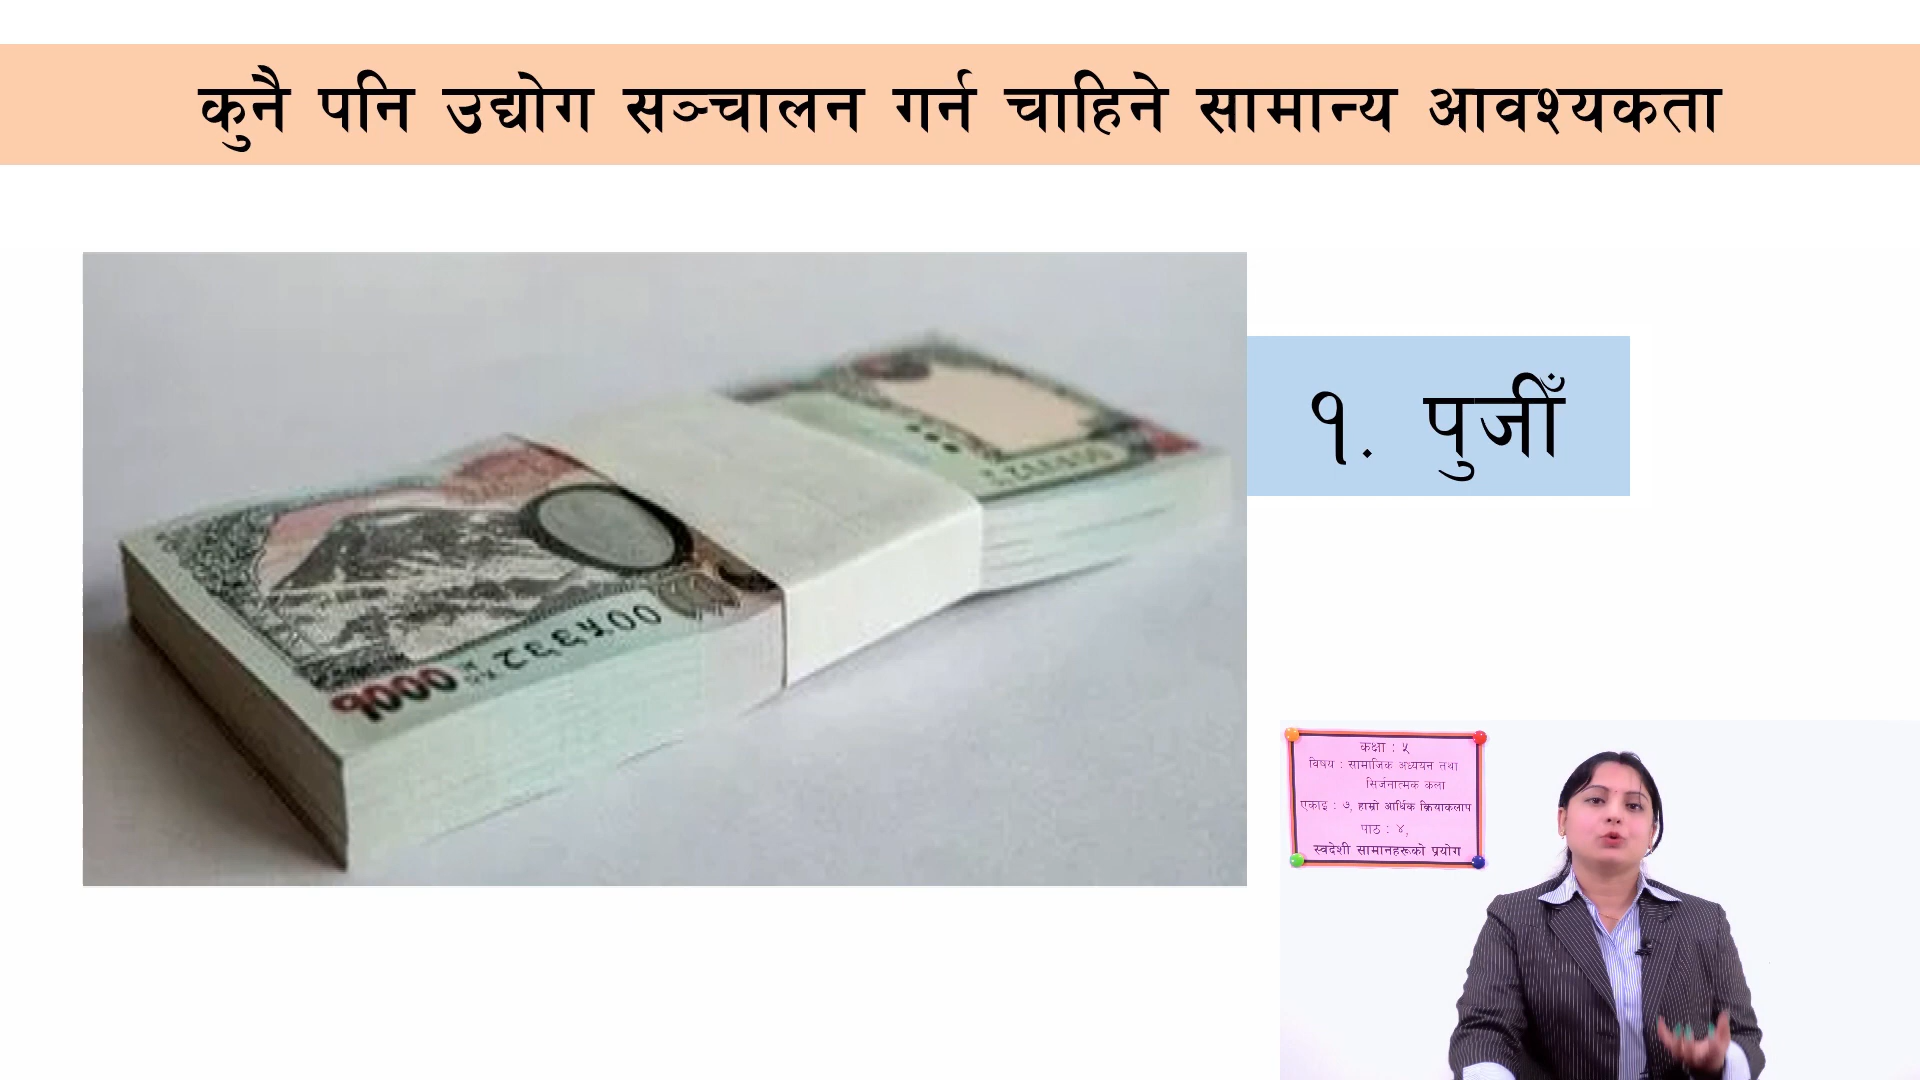 कुनै पनि उद्योग सञ्चालन गर्न चाहिने सामान्य आवश्यकता
१. पुजीँ
१०००
कक्षा : ५
विषय : सामाजिक अध्ययन तथा
सिर्जनात्मक कला
एकाइ : ७, हाम्रो आर्थिक क्रियाकलाप
पाठ : ४,
स्वदेशी सामानहरूको प्रयोग